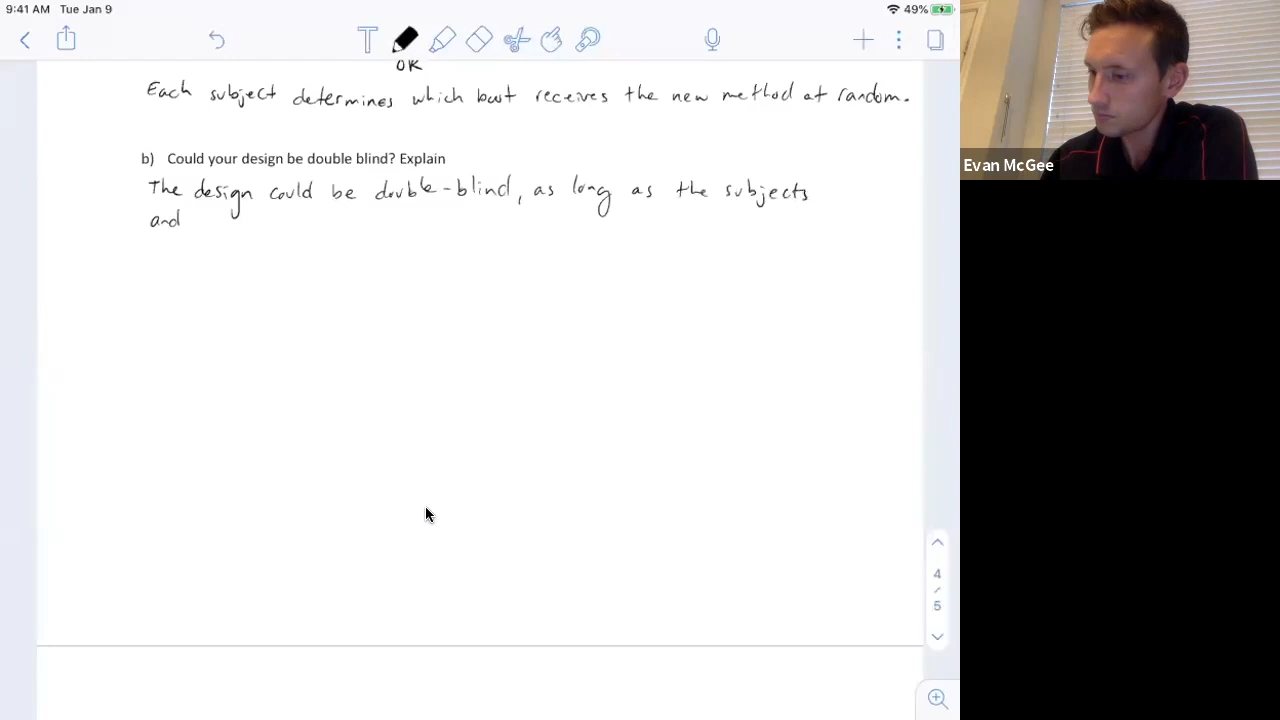 9:41 AM Tue Jan 9
49%
OK
Each subject determines which boot receives the new method at random.
b) Could your design be double blind? Explain
The design could be double-blind, as long as the subjects
and
4
/
5
Evan McGee